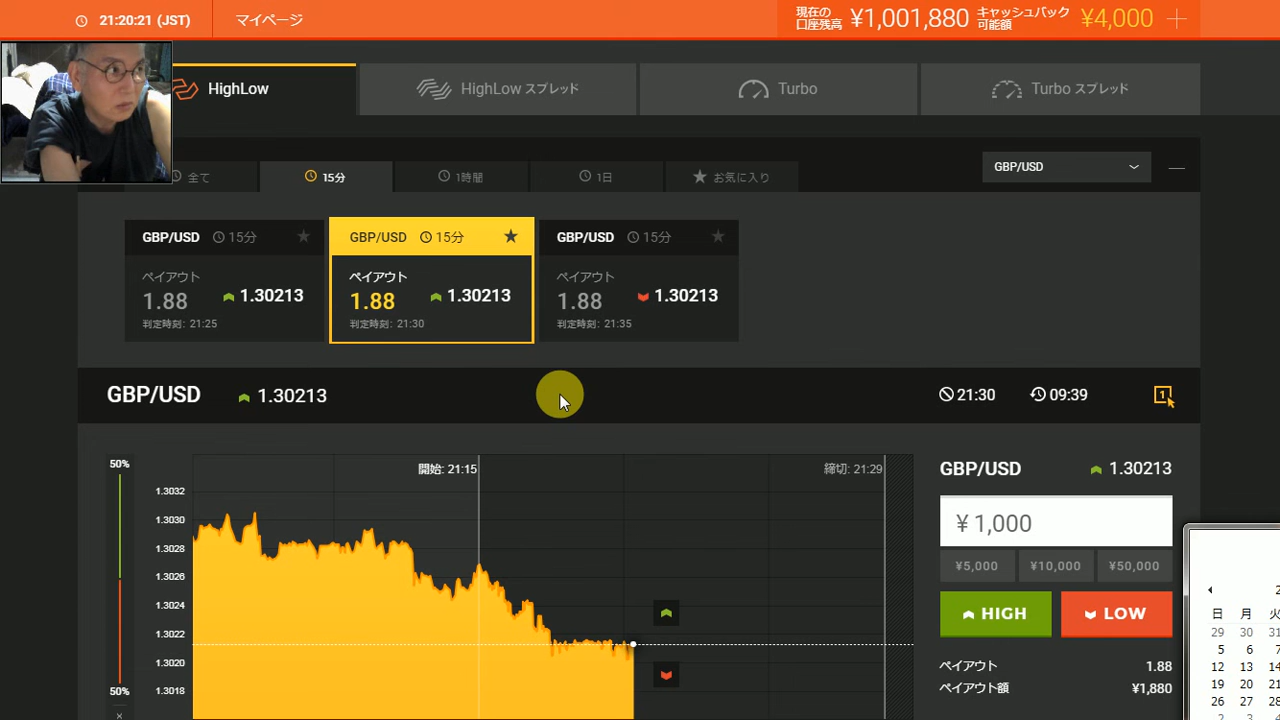 21:20:21 (JST)
マイページ
現在の
口座残高
¥1,001,880
キャッシュバック
可能額
¥4,000
HighLow
HighLow スプレッド
Turbo
Turbo スプレッド
全て
15分
1時間
1日
お気に入り
GBP/USD
GBP/USD 15分
ペイアウト
1.88 1.30213
判定時刻: 21:25
GBP/USD 15分
ペイアウト
1.88 1.30213
判定時刻: 21:30
GBP/USD 15分
ペイアウト
1.88 1.30213
判定時刻: 21:35
GBP/USD 1.30213
21:30 09:39
1
50%
50%
開始: 21:15
締切: 21:29
1.3032
1.3030
1.3028
1.3026
1.3024
1.3022
1.3020
1.3018
GBP/USD 1.30213
¥ 1,000
¥5,000 ¥10,000 ¥50,000
HIGH LOW
ペイアウト 1.88
ペイアウト額 ¥1,880
日 月
29 30 31
5 6 7
12 13
19 20
26 27
2 3